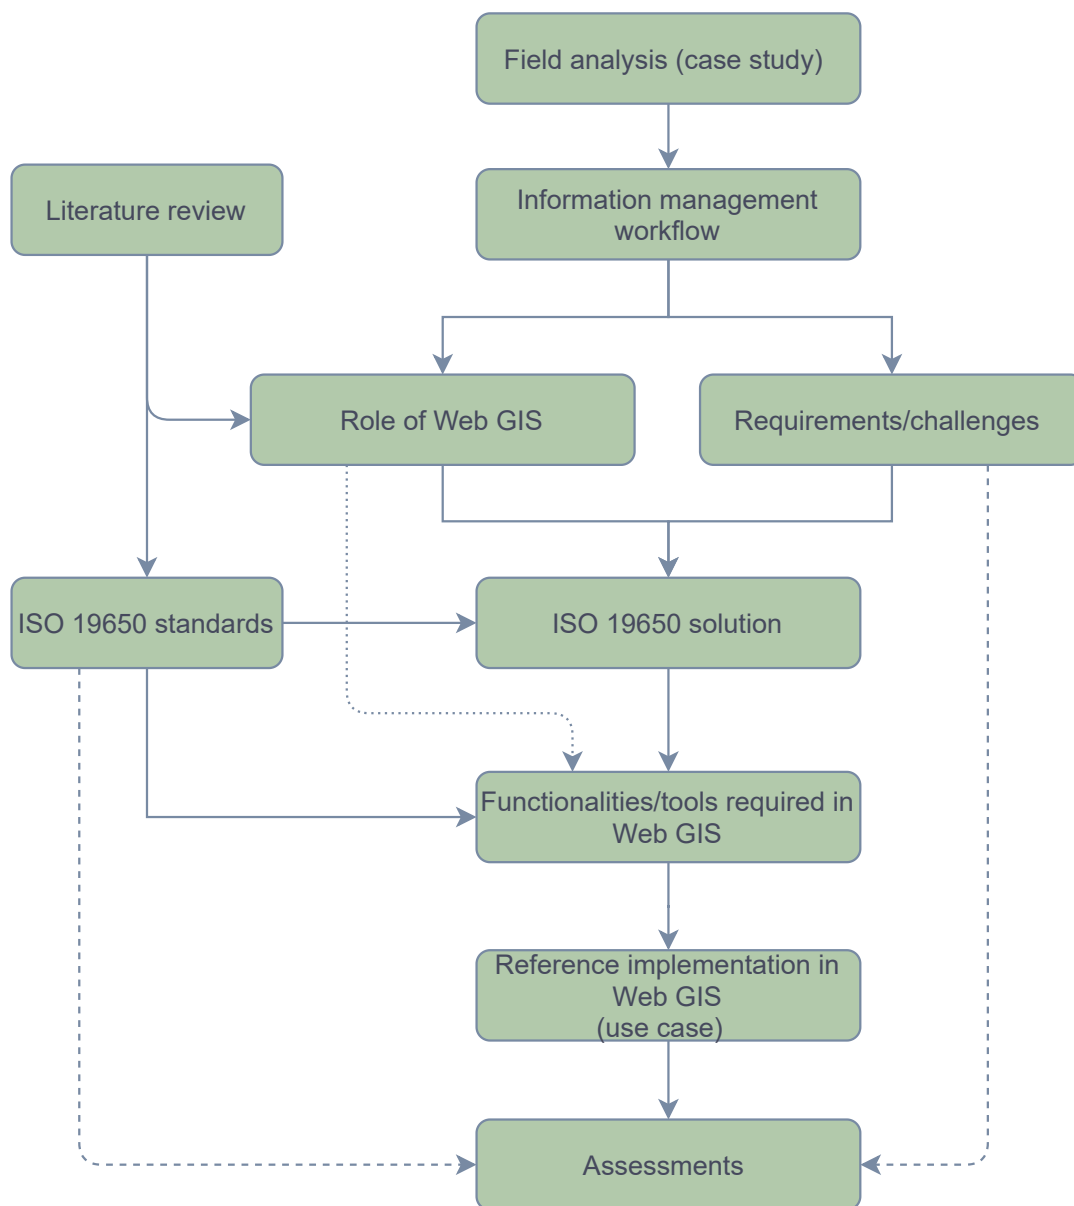 Field analysis (case study)
Literature review
Information management
workflow
Role of Web GIS
Requirements/challenges
ISO 19650 standards
ISO 19650 solution
Functionalities/tools required in
Web GIS
Reference implementation in
Web GIS
(use case)
Assessments